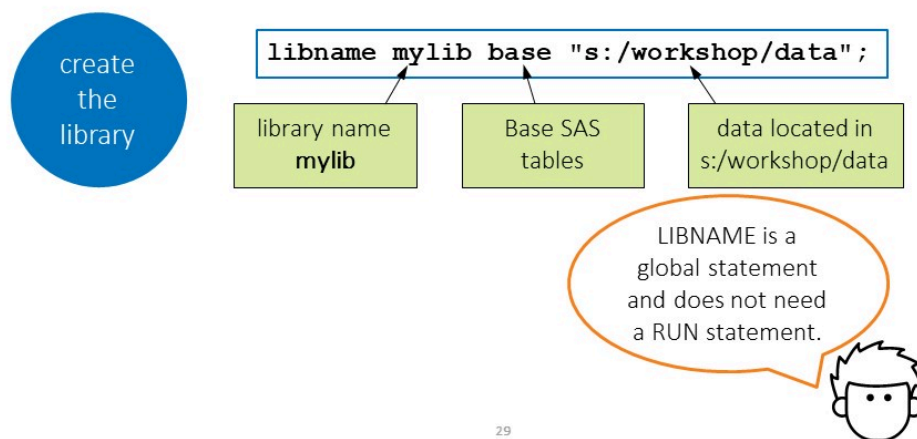 create
the
library
libname mylib base "s:/workshop/data";
library name
mylib
Base SAS
tables
data located in
s:/workshop/data
LIBNAME is a
global statement
and does not need
a RUN statement.
29